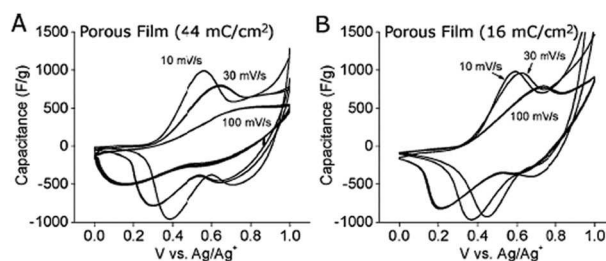 A
Porous Film (44 mC/cm²)
1500
1000
500
0
-500
-1000
Capacitance (F/g)
10 mV/s
30 mV/s
100 mV/s
0.0 0.2 0.4 0.6 0.8 1.0
V vs. Ag/Ag⁺
B
Porous Film (16 mC/cm²)
1500
1000
500
0
-500
-1000
Capacitance (F/g)
10 mV/s
30 mV/s
100 mV/s
0.0 0.2 0.4 0.6 0.8 1.0
V vs. Ag/Ag⁺